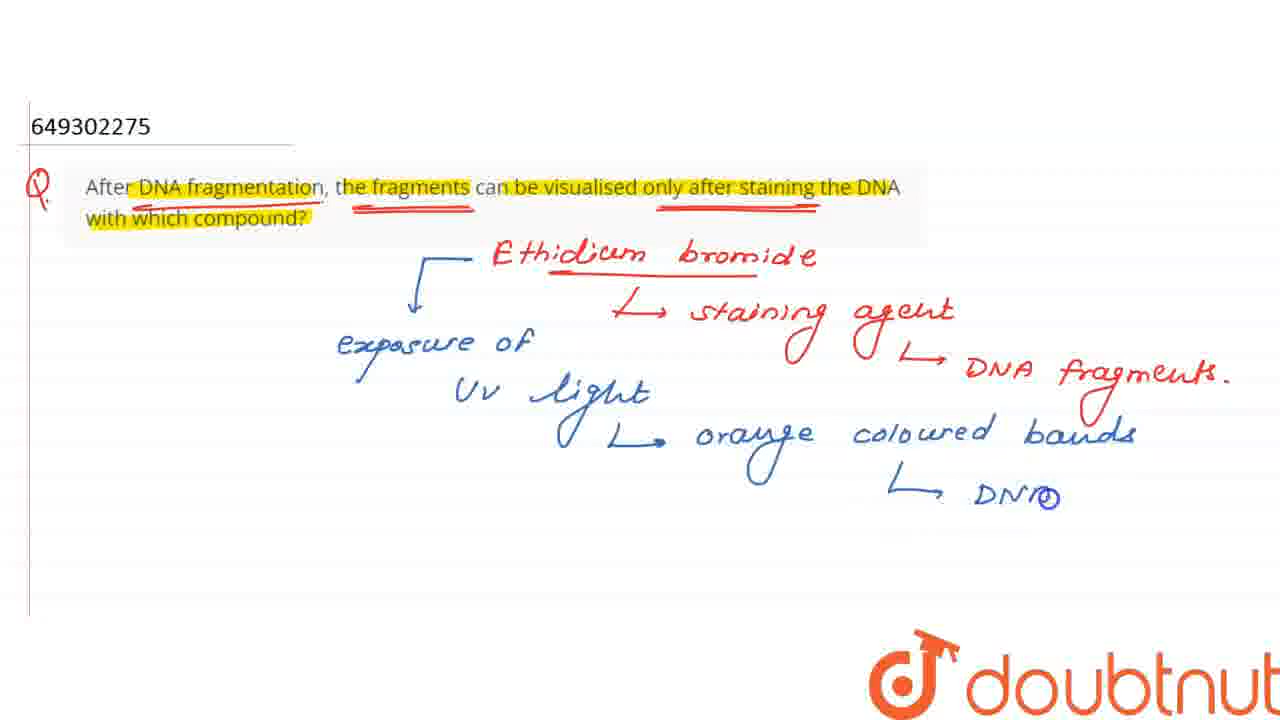 649302275
Q. After DNA fragmentation, the fragments can be visualised only after staining the DNA
with which compound?
Ethidium bromide
staining agent
exposure of
DNA fragments.
UV light
orange coloured bands
DNA
doubtnut